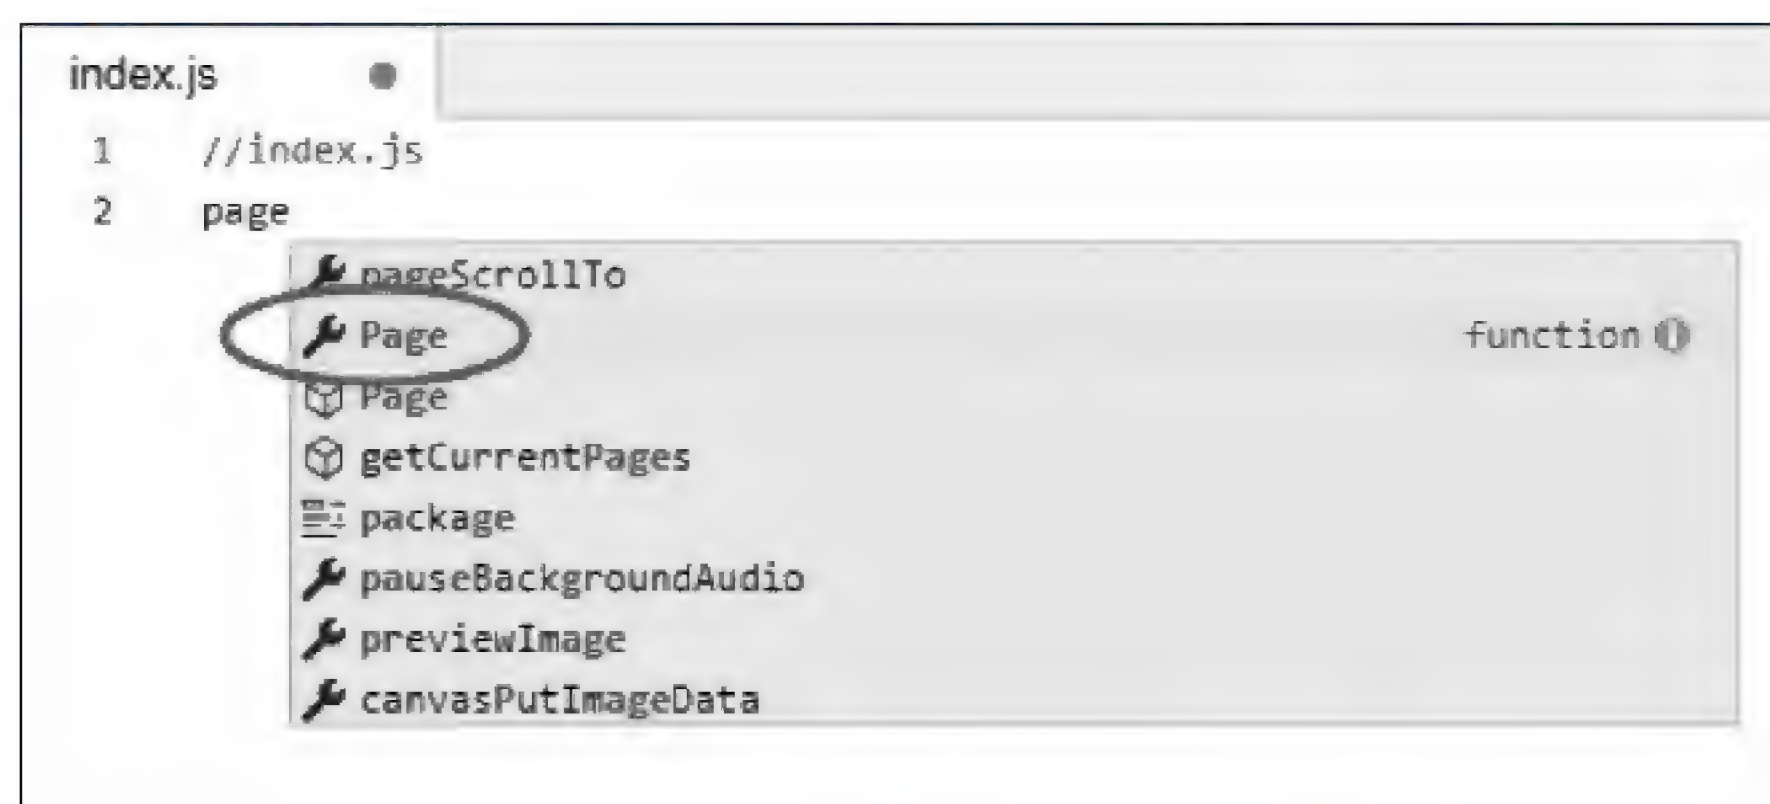 index.js
1 //index.js
2 page
pageScrollTo
Page function
Page
getCurrentPages
package
pauseBackgroundAudio
previewImage
canvasPutImageData